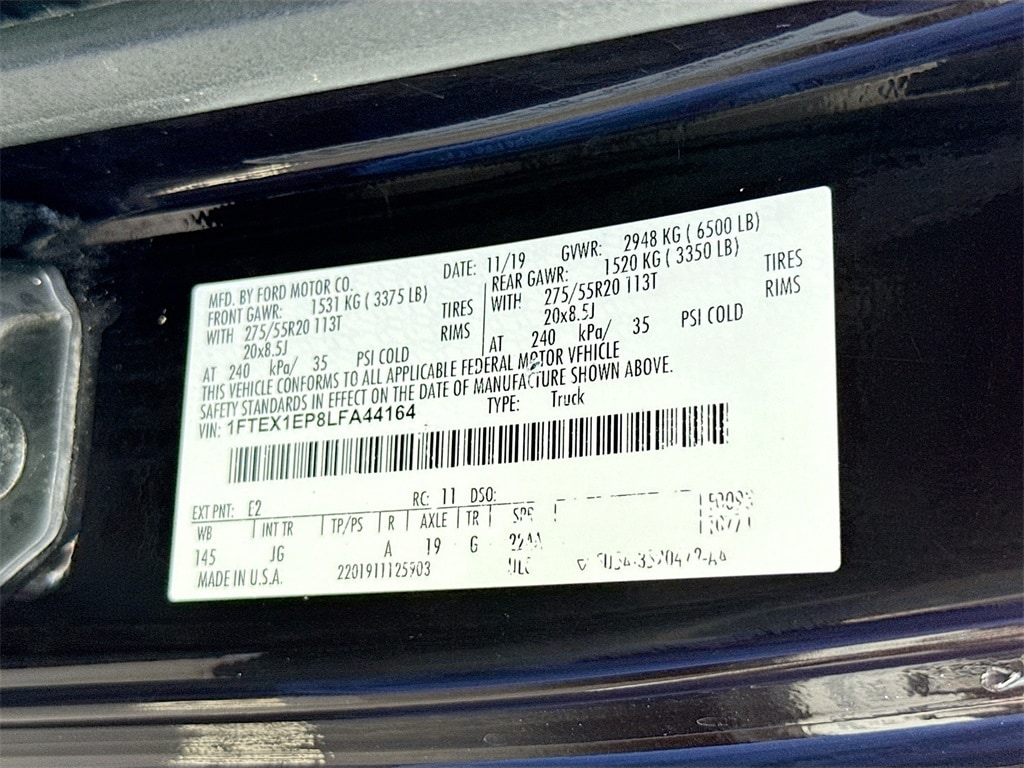 MFD. BY FORD MOTOR CO. DATE: 11/19 GVWR: 2948 KG ( 6500 LB)
FRONT GAWR: 1531 KG ( 3375 LB) REAR GAWR: 1520 KG ( 3350 LB)
WITH 275/55R20 113T TIRES WITH 275/55R20 113T TIRES
20x8.5J RIMS 20x8.5J RIMS
AT 240 kPa/ 35 PSI COLD AT 240 kPa/ 35 PSI COLD
THIS VEHICLE CONFORMS TO ALL APPLICABLE FEDERAL MOTOR VEHICLE
SAFETY STANDARDS IN EFFECT ON THE DATE OF MANUFACTURE SHOWN ABOVE.
VIN: 1FTEX1EP8LFA44164 TYPE: Truck
EXT PNT: E2 RC: 11 DSO:
WB INT TR TP/PS R AXLE TR SPR
145 JG A 19 G 22AA
MADE IN U.S.A. 2201911125903